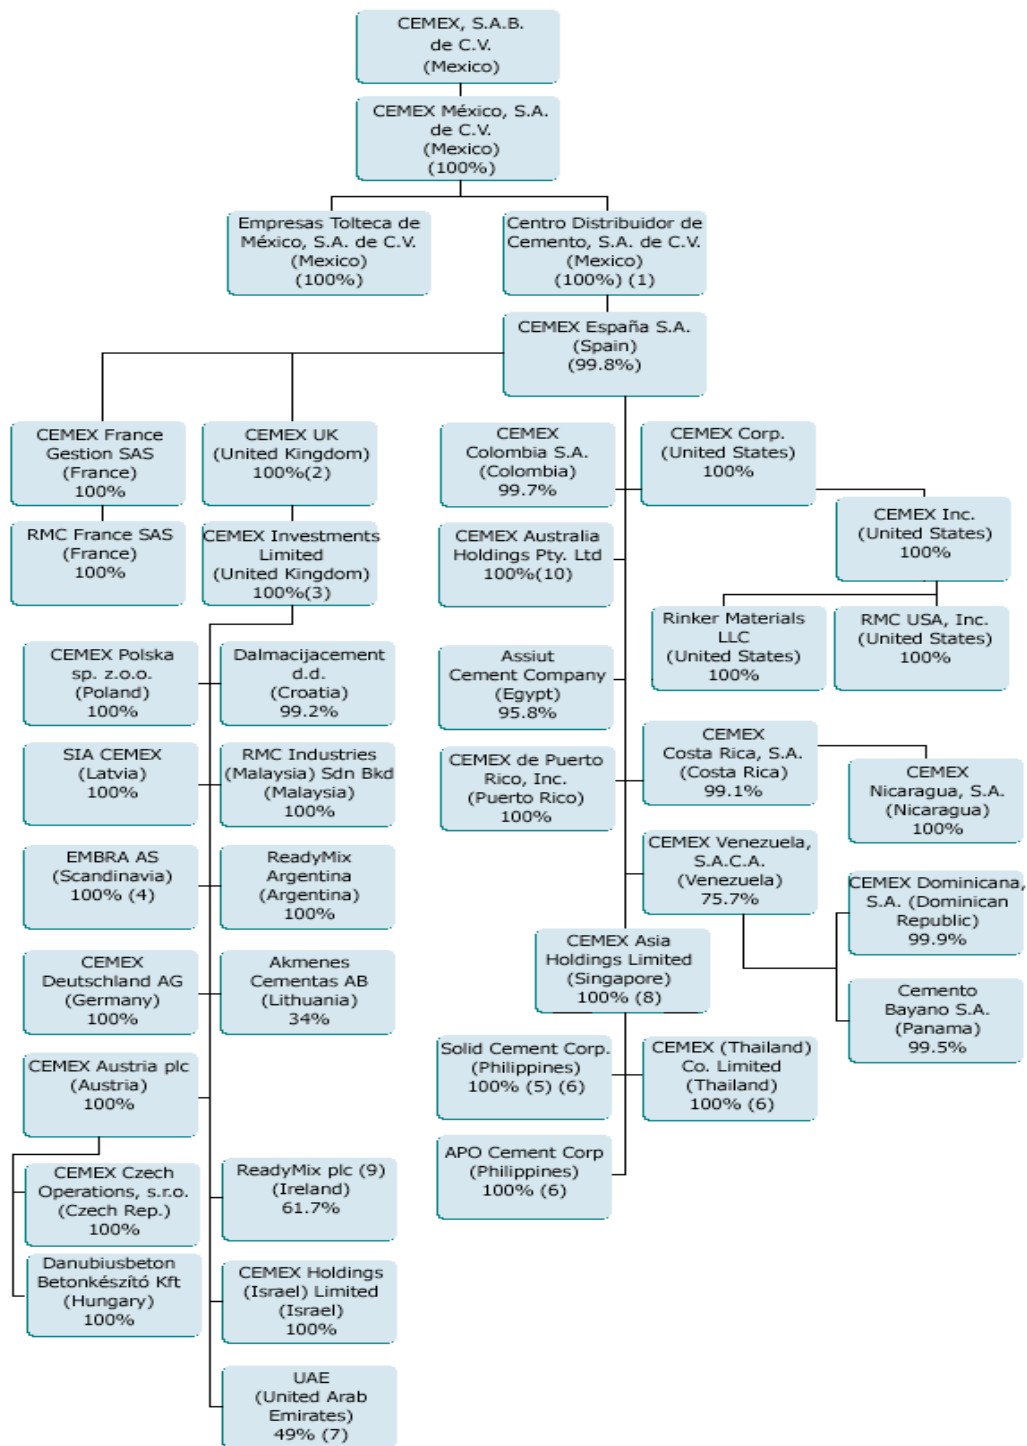 CEMEX, S.A.B.
de C.V.
(Mexico)
CEMEX México, S.A.
de C.V.
(Mexico)
(100%)
Empresas Tolteca de
México, S.A. de C.V.
(Mexico)
(100%)
Centro Distribuidor de
Cemento, S.A. de C.V.
(Mexico)
(100%) (1)
CEMEX España S.A.
(Spain)
(99.8%)
CEMEX France
Gestion SAS
(France)
100%
CEMEX UK
(United Kingdom)
100%(2)
CEMEX
Colombia S.A.
(Colombia)
99.7%
CEMEX Corp.
(United States)
100%
RMC France SAS
(France)
100%
CEMEX Investments
Limited
(United Kingdom)
100%(3)
CEMEX Australia
Holdings Pty. Ltd
100%(10)
CEMEX Inc.
(United States)
100%
Rinker Materials
LLC
(United States)
100%
RMC USA, Inc.
(United States)
100%
CEMEX Polska
sp. z.o.o.
(Poland)
100%
Dalmacijacement
d.d.
(Croatia)
99.2%
Assiut
Cement Company
(Egypt)
95.8%
SIA CEMEX
(Latvia)
100%
RMC Industries
(Malaysia) Sdn Bkd
(Malaysia)
100%
CEMEX de Puerto
Rico, Inc.
(Puerto Rico)
100%
CEMEX
Costa Rica, S.A.
(Costa Rica)
99.1%
CEMEX
Nicaragua, S.A.
(Nicaragua)
100%
EMBRA AS
(Scandinavia)
100% (4)
ReadyMix
Argentina
(Argentina)
100%
CEMEX Venezuela,
S.A.C.A.
(Venezuela)
75.7%
CEMEX Dominicana,
S.A. (Dominican
Republic)
99.9%
CEMEX
Deutschland AG
(Germany)
100%
Akmenes
Cementas AB
(Lithuania)
34%
CEMEX Asia
Holdings Limited
(Singapore)
100% (8)
Cemento
Bayano S.A.
(Panama)
99.5%
CEMEX Austria plc
(Austria)
100%
Solid Cement Corp.
(Philippines)
100% (5) (6)
CEMEX (Thailand)
Co. Limited
(Thailand)
100% (6)
CEMEX Czech
Operations, s.r.o.
(Czech Rep.)
100%
ReadyMix plc (9)
(Ireland)
61.7%
APO Cement Corp
(Philippines)
100% (6)
Danubiusbeton
Betonkészító Kft
(Hungary)
100%
CEMEX Holdings
(Israel) Limited
(Israel)
100%
UAE
(United Arab
Emirates)
49% (7)